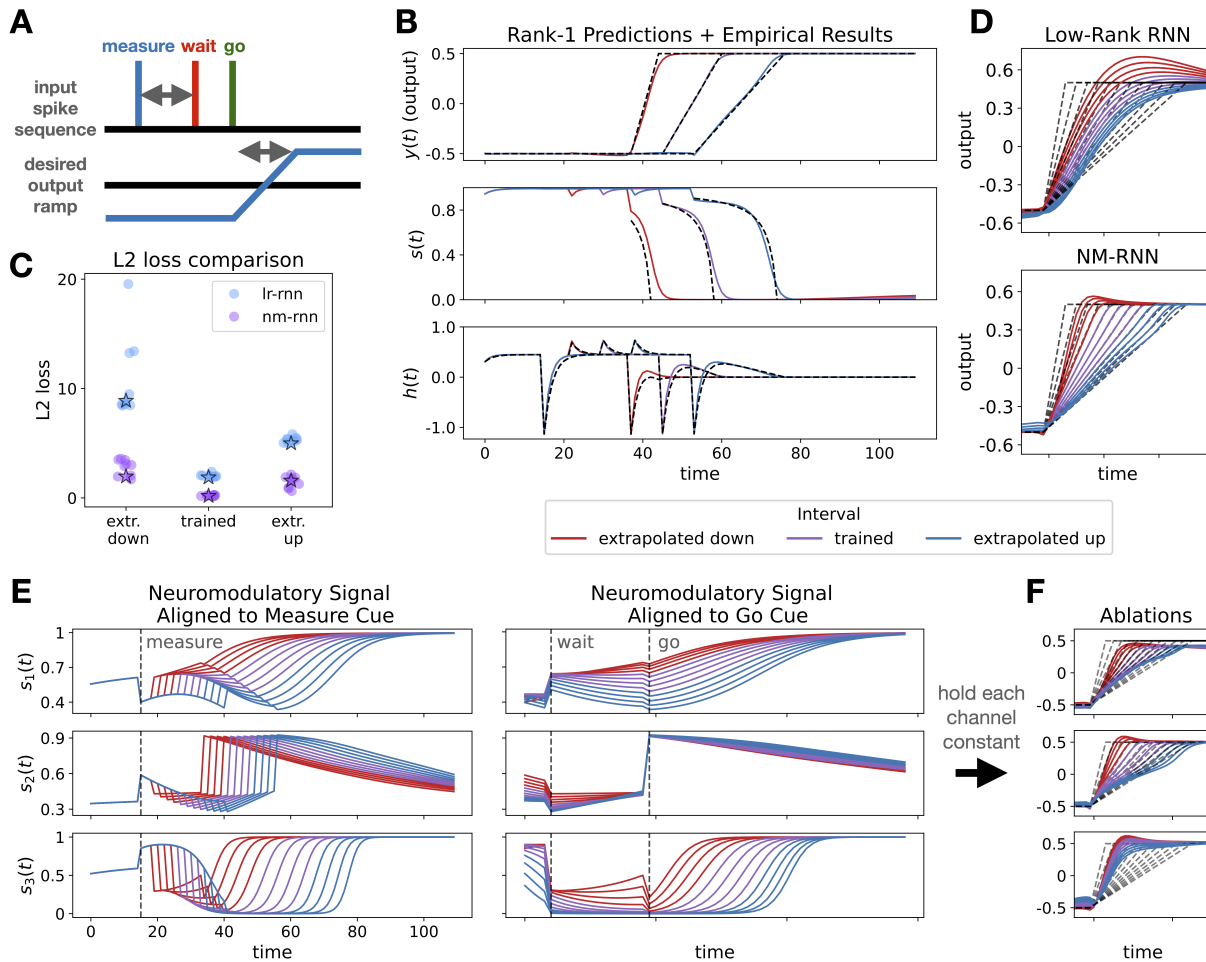 A
measure wait go
input
spike
sequence
desired
output
ramp
B
Rank-1 Predictions + Empirical Results
y(t) (output)
0.5
0.0
-0.5
s(t)
0.8
0.4
0.0
h(t)
1.0
0.0
-1.0
0 20 40 60 80 100
time
C
L2 loss comparison
L2 loss
20
10
0
lr-rnn
nm-rnn
extr.
down
trained
extr.
up
D
Low-Rank RNN
output
0.6
0.3
0
-0.3
-0.6
NM-RNN
output
0.6
0.3
0
-0.3
-0.6
time
Interval
extrapolated down trained extrapolated up
E
Neuromodulatory Signal
Aligned to Measure Cue
measure
s1(t)
1
0.7
0.4
s2(t)
0.9
0.6
0.3
s3(t)
1
0.5
0
0 20 40 60 80 100
time
Neuromodulatory Signal
Aligned to Go Cue
wait go
time
hold each
channel
constant
F
Ablations
0.5
0
-0.5
0.5
0
-0.5
0.5
0
-0.5
time